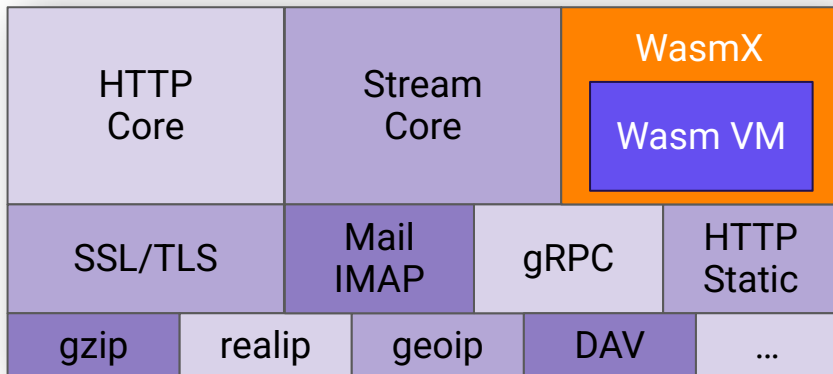 HTTP
Core
Stream
Core
WasmX
Wasm VM
SSL/TLS
Mail
IMAP
gRPC
HTTP
Static
gzip
realip
geoip
DAV
...